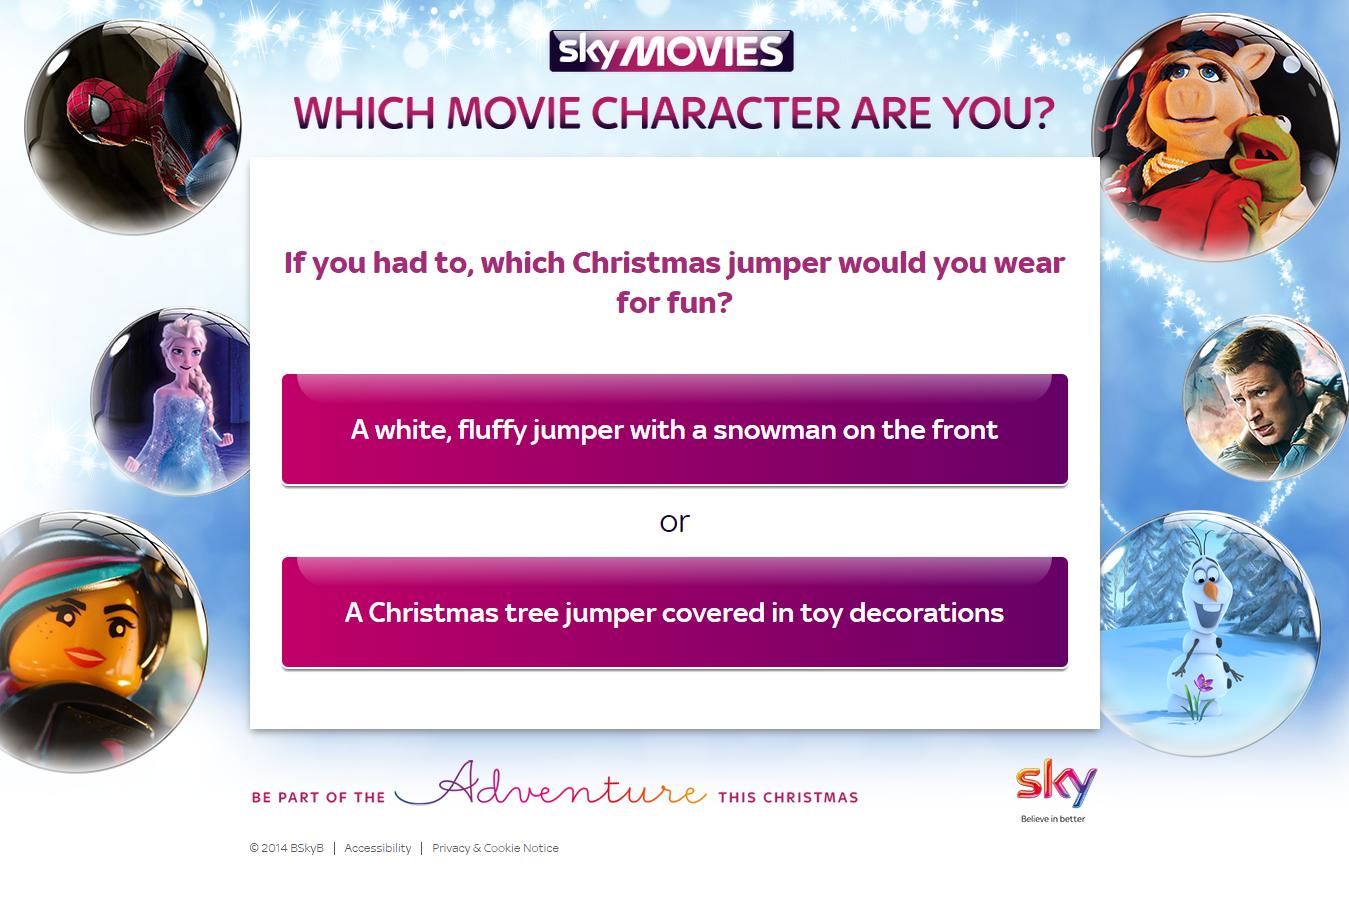 sky MOVIES
WHICH MOVIE CHARACTER ARE YOU?
If you had to, which Christmas jumper would you wear
for fun?
A white, fluffy jumper with a snowman on the front
or
A Christmas tree jumper covered in toy decorations
BE PART OF THE Adventure THIS CHRISTMAS
sky
Believe in better
© 2014 BSkyB | Accessibility | Privacy & Cookie Notice